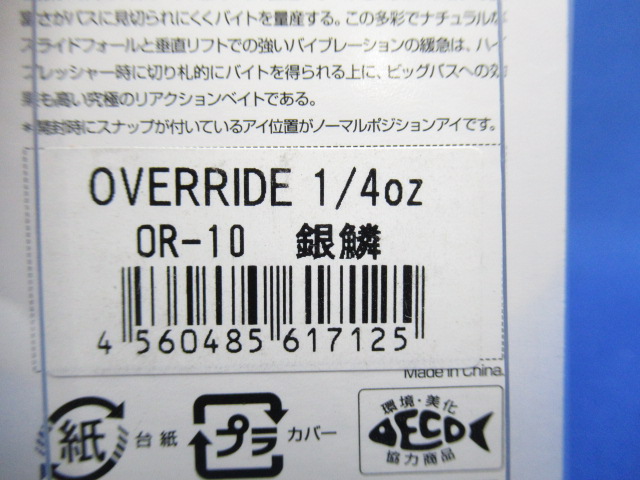 さがバスに見切られにくくバイトを量産する。この多彩でナチュラルな
スライドフォールと垂直リフトでの強いバイブレーションの緩急は、ハイ
プレッシャー時に切り札的にバイトを得られる上に、ビッグバスへの効
果も高い究極のリアクションベイトである。
*開封時にスナップが付いているアイ位置がノーマルポジションアイです。
OVERRIDE 1/4oz
OR-10 銀鱗
4 560485 617125
Made in China.
紙 台紙 プラ カバー
環境・美化
ECO
協力商品